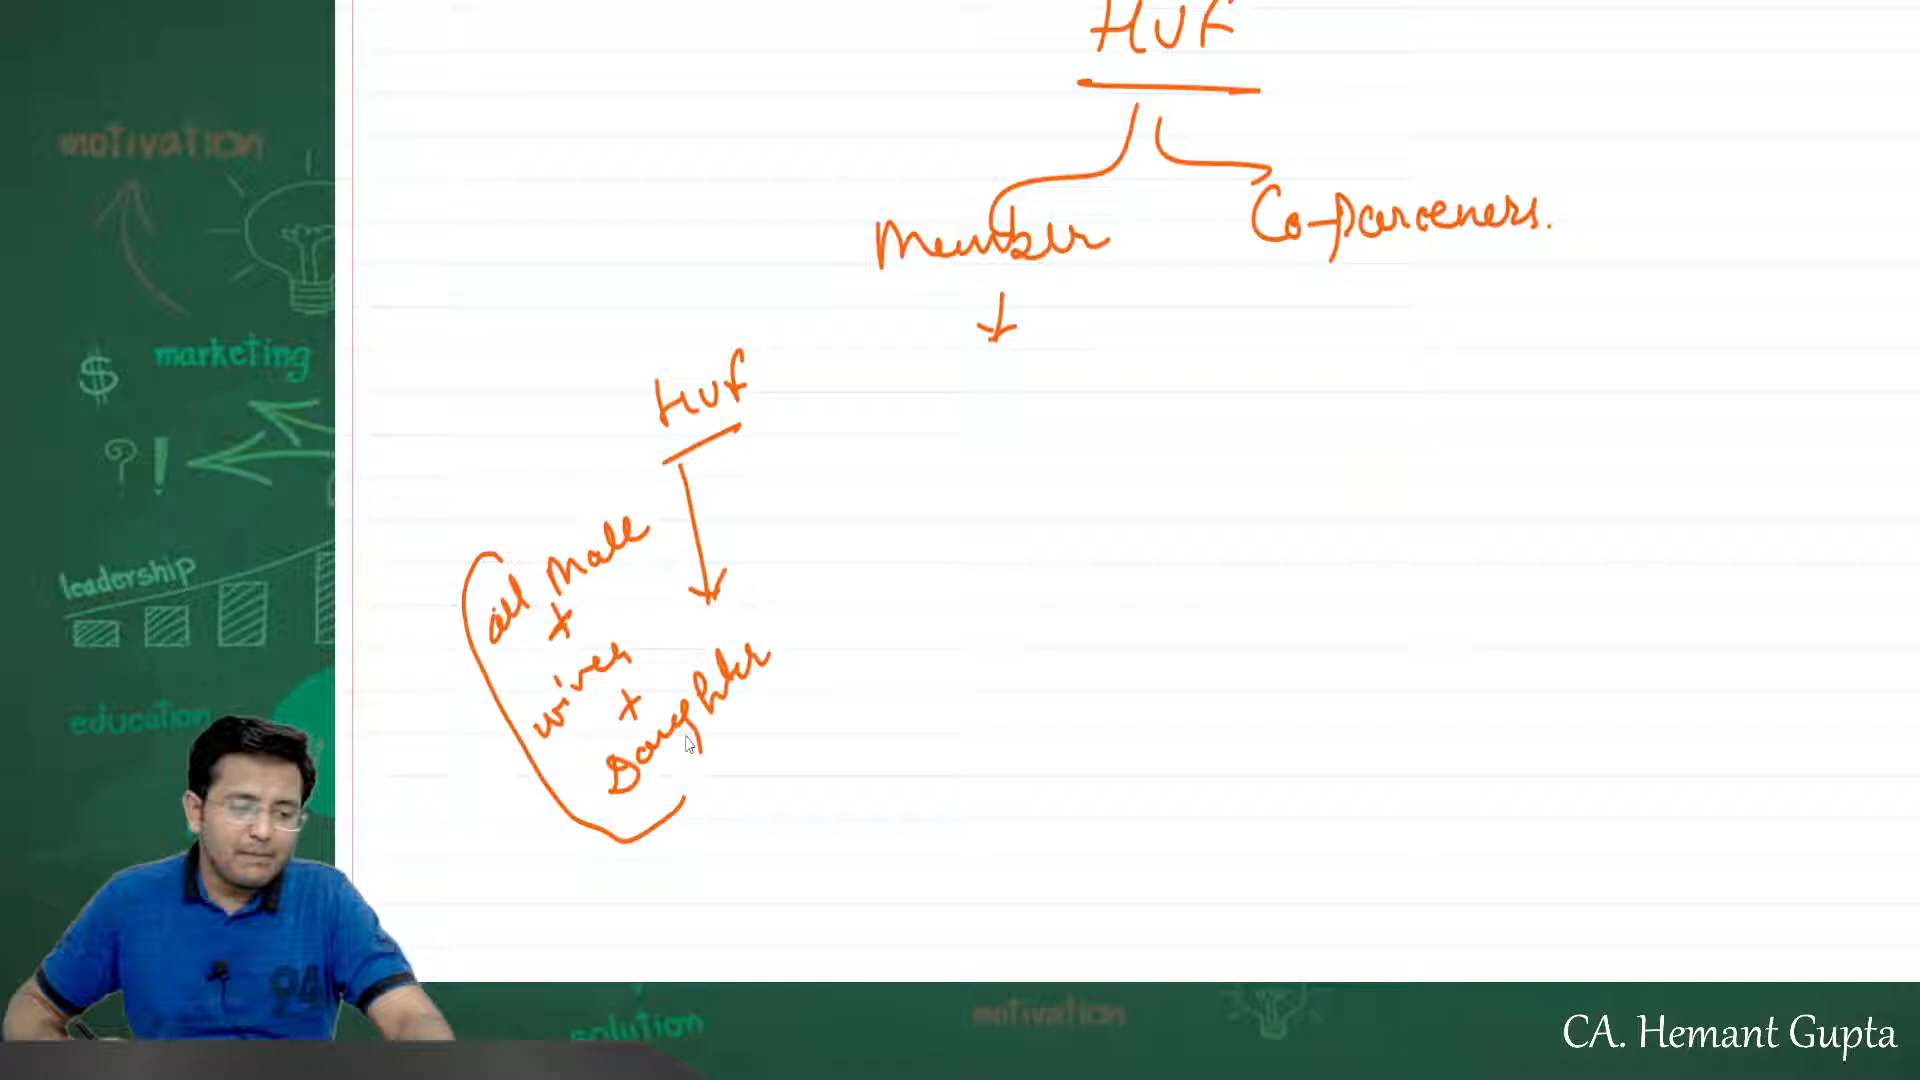 HUF
motivation
Member
Co-parceners.
$ marketing
HUF
? !
all Male
+
wives
+
Daughter
leadership
education
solution
motivation
CA. Hemant Gupta